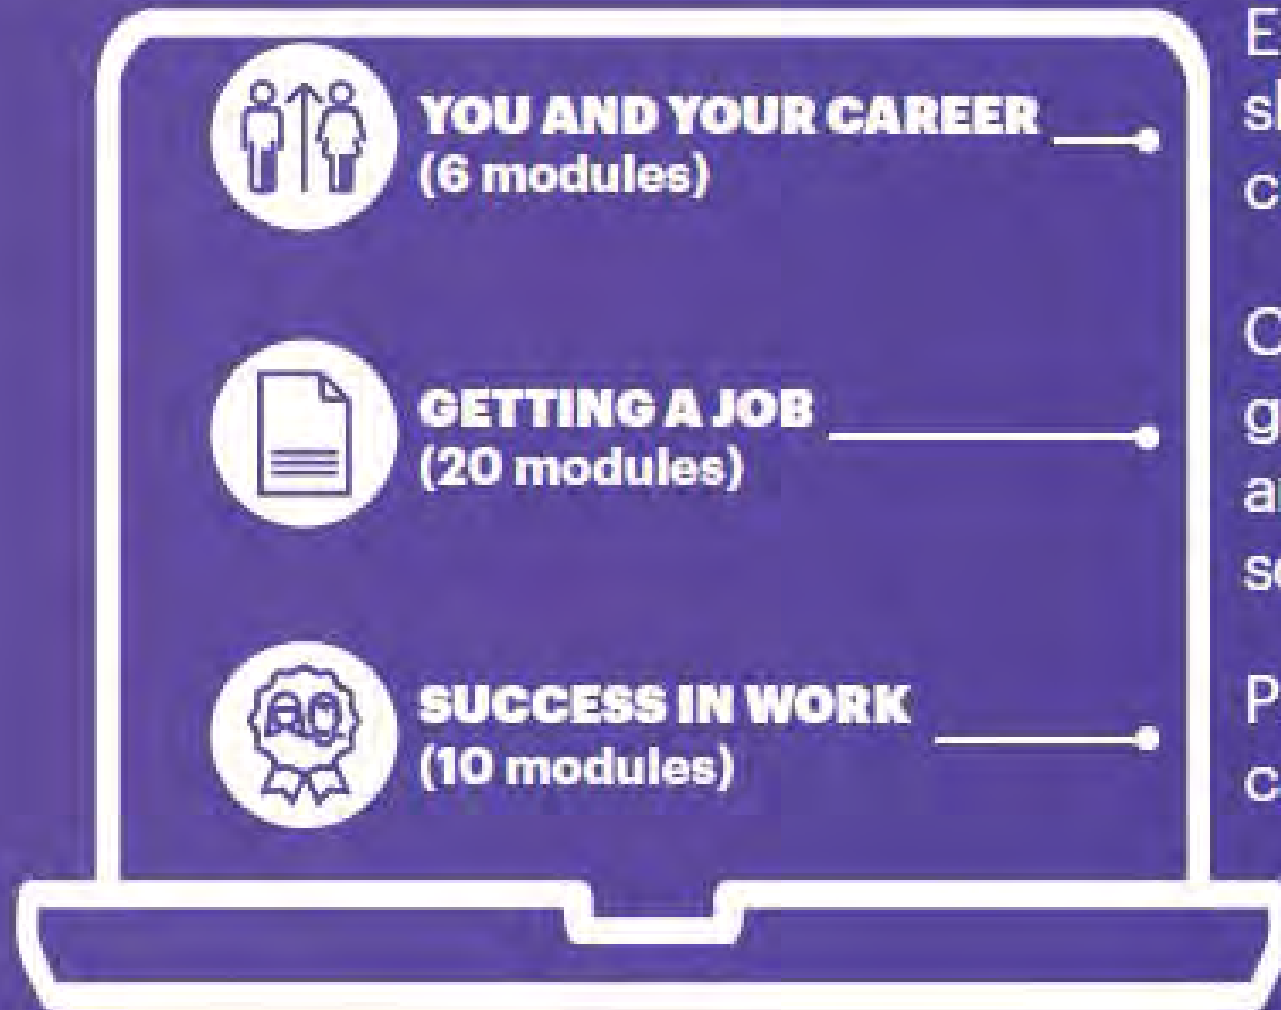 YOU AND YOUR CAREER
(6 modules)
GETTING A JOB
(20 modules)
SUCCESS IN WORK
(10 modules)